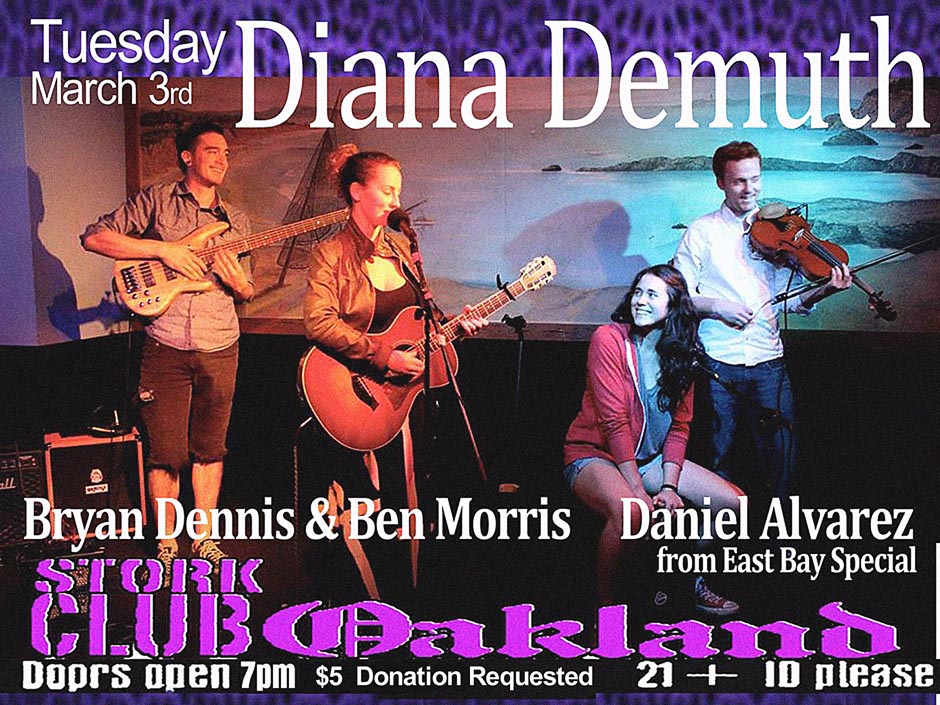 Tuesday
March 3rd
Diana Demuth
Bryan Dennis & Ben Morris
Daniel Alvarez
from East Bay Special
STORK
CLUB Oakland
Doors open 7pm $5 Donation Requested 21 + ID please